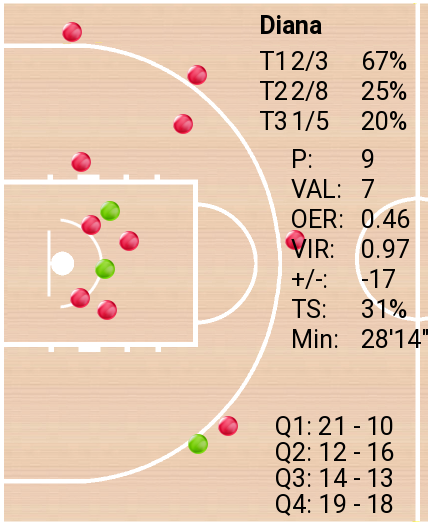 Diana
T1 2/3 67%
T2 2/8 25%
T3 1/5 20%
P: 9
VAL: 7
OER: 0.46
VIR: 0.97
+/-: -17
TS: 31%
Min: 28'14"
Q1: 21 - 10
Q2: 12 - 16
Q3: 14 - 13
Q4: 19 - 18